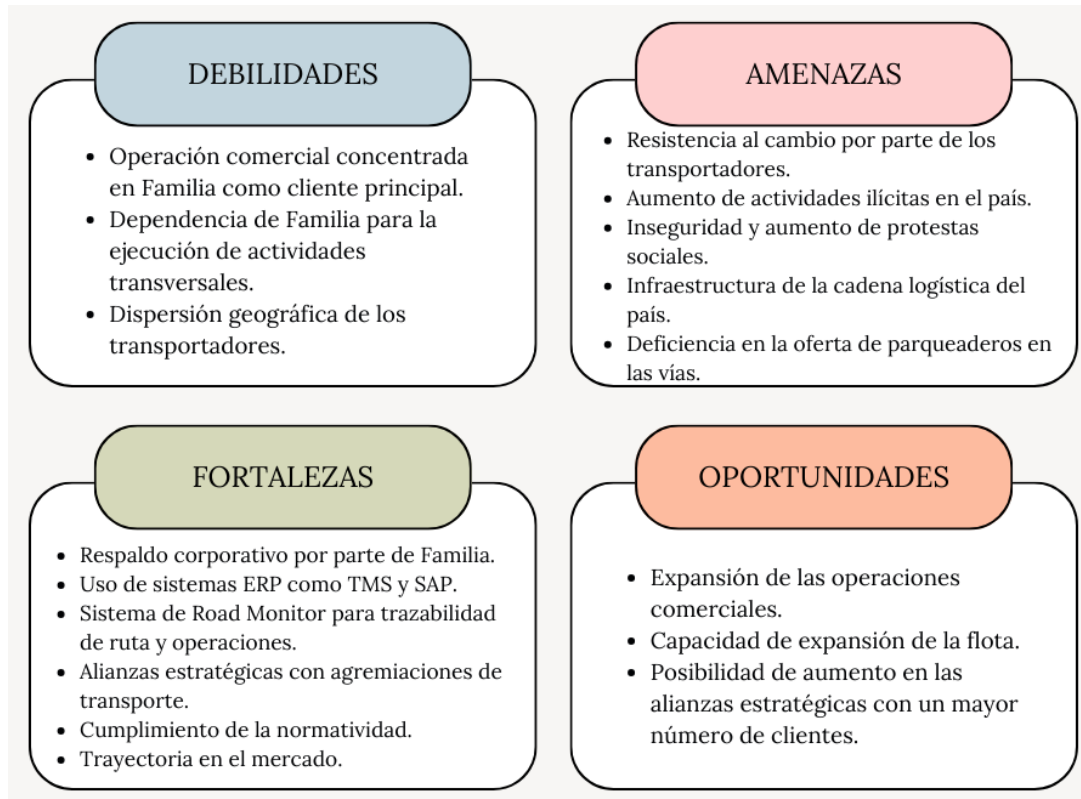 DEBILIDADES
• Operación comercial concentrada
en Familia como cliente principal.
• Dependencia de Familia para la
ejecución de actividades
transversales.
• Dispersión geográfica de los
transportadores.
AMENAZAS
• Resistencia al cambio por parte de los
transportadores.
• Aumento de actividades ilícitas en el país.
• Inseguridad y aumento de protestas
sociales.
• Infraestructura de la cadena logística del
país.
• Deficiencia en la oferta de parqueaderos en
las vías.
FORTALEZAS
• Respaldo corporativo por parte de Familia.
• Uso de sistemas ERP como TMS y SAP.
• Sistema de Road Monitor para trazabilidad
de ruta y operaciones.
• Alianzas estratégicas con agremiaciones de
transporte.
• Cumplimiento de la normatividad.
• Trayectoria en el mercado.
OPORTUNIDADES
• Expansión de las operaciones
comerciales.
• Capacidad de expansión de la flota.
• Posibilidad de aumento en las
alianzas estratégicas con un mayor
número de clientes.